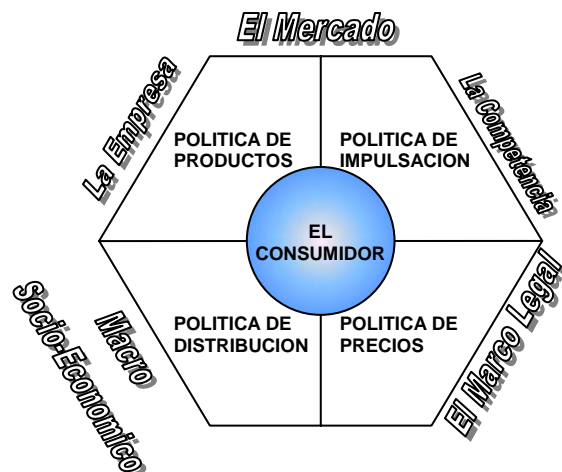 El Mercado
La Empresa
La Competencia
POLITICA DE
PRODUCTOS
POLITICA DE
IMPULSACION
EL
CONSUMIDOR
POLITICA DE
DISTRIBUCION
POLITICA DE
PRECIOS
Macro
Socio-Economico
El Marco Legal